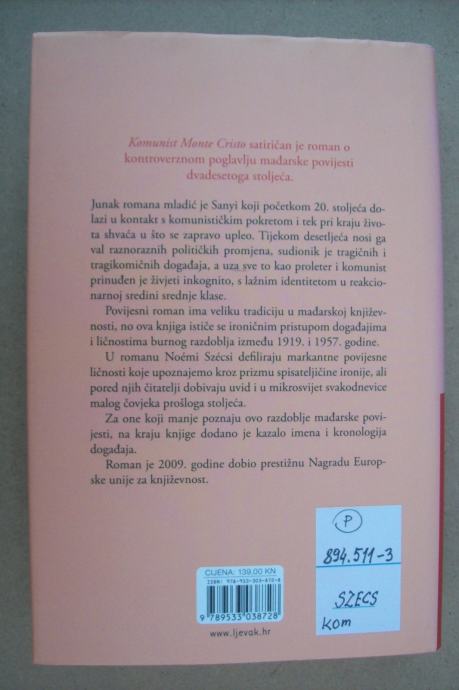 Komunist Monte Cristo satiričan je roman o
kontroverznom poglavlju mađarske povijesti
dvadesetoga stoljeća.
Junak romana mladić je Sanyi koji početkom 20. stoljeća do-
lazi u kontakt s komunističkim pokretom i tek pri kraju živo-
ta shvaća u što se zapravo upleo. Tijekom desetljeća nosi ga
val raznoraznih političkih promjena, sudionik je tragičnih i
tragikomičnih događaja, a uza sve to kao proleter i komunist
prinuđen je živjeti inkognito, s lažnim identitetom u reakcio-
narnoj sredini srednje klase.
Povijesni roman ima veliku tradiciju u mađarskoj književ-
nosti, no ova knjiga ističe se ironičnim pristupom događajima
i ličnostima burnog razdoblja između 1919. i 1957. godine.
U romanu Noémi Szécsi defiliraju markantne povijesne
ličnosti koje upoznajemo kroz prizmu spisateljičine ironije, ali
pored njih čitatelji dobivaju uvid i u mikrosvijet svakodnevice
malog čovjeka prošloga stoljeća.
Za one koji manje poznaju ovo razdoblje mađarske povi-
jesti, na kraju knjige dodano je kazalo imena i kronologija
događaja.
Roman je 2009. godine dobio prestižnu Nagradu Europ-
ske unije za književnost.
CIJENA: 139,00 KN
ISBN: 978-953-303-872-8
9 789533 038728
www.ljevak.hr
P
894.511-3
SZECS
kom